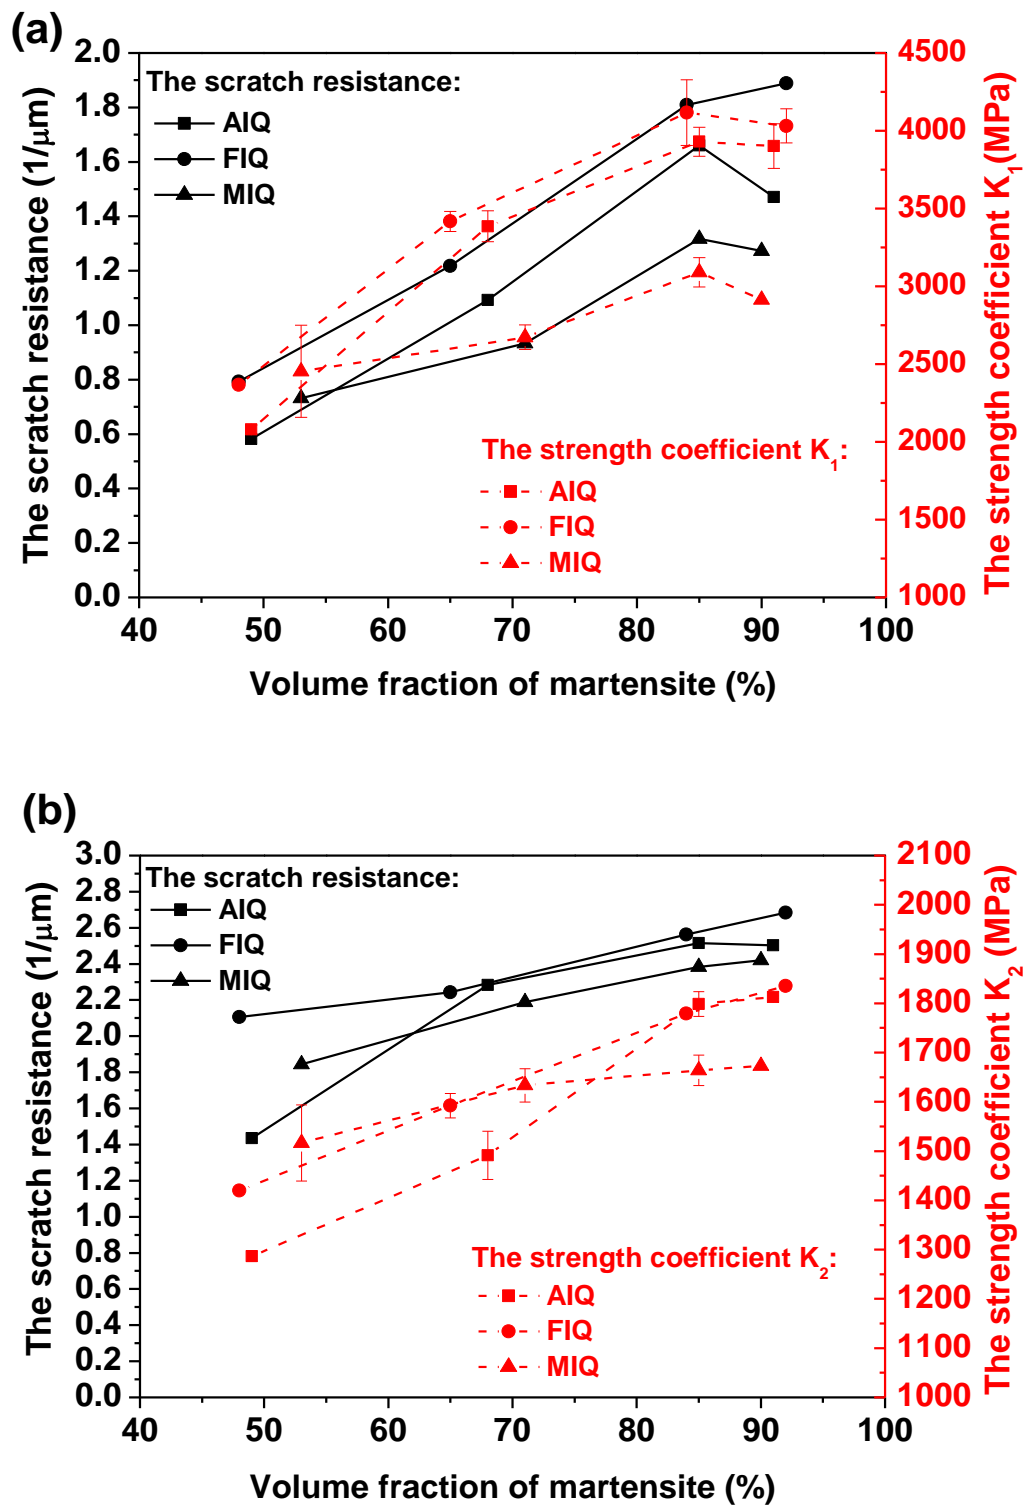 (a)
The scratch resistance (1/μm)
2.0
1.8
1.6
1.4
1.2
1.0
0.8
0.6
0.4
0.2
0.0
The scratch resistance:
AIQ
FIQ
MIQ
The strength coefficient K₁:
AIQ
FIQ
MIQ
4500
4000
3500
3000
2500
2000
1500
1000
The strength coefficient K₁(MPa)
40 50 60 70 80 90 100
Volume fraction of martensite (%)
(b)
The scratch resistance (1/μm)
3.0
2.8
2.6
2.4
2.2
2.0
1.8
1.6
1.4
1.2
1.0
0.8
0.6
0.4
0.2
0.0
The scratch resistance:
AIQ
FIQ
MIQ
The strength coefficient K₂:
AIQ
FIQ
MIQ
2100
2000
1900
1800
1700
1600
1500
1400
1300
1200
1100
1000
The strength coefficient K₂ (MPa)
40 50 60 70 80 90 100
Volume fraction of martensite (%)